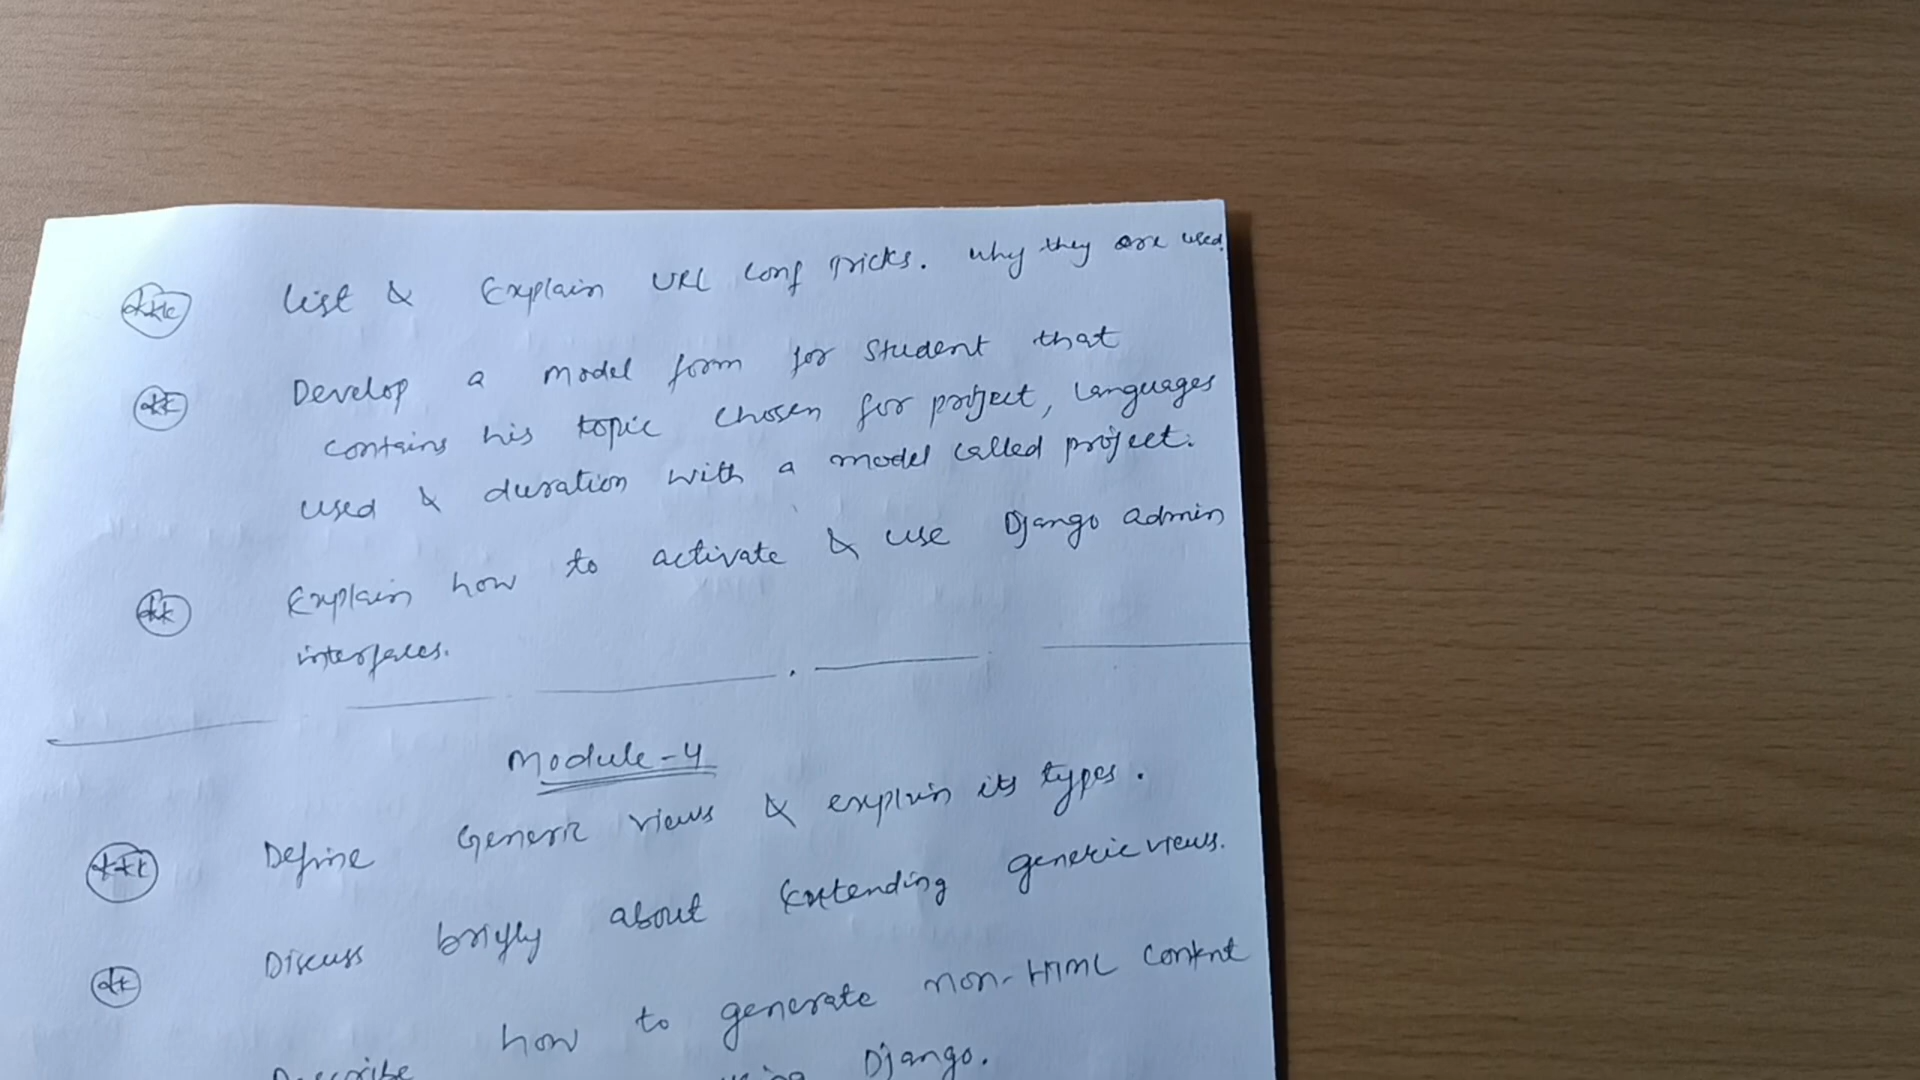 *** List & Explain URL Conf Tricks. Why they are used.
** Develop a model form for student that
contains his topic chosen for project, languages
used & duration with a model called project.
** Explain how to activate & use Django admin
interfaces.
Module-4
*** Define Generic views & explain its types.
** Discuss briefly about Extending generic views.
Describe how to generate non-HTML content
using Django.